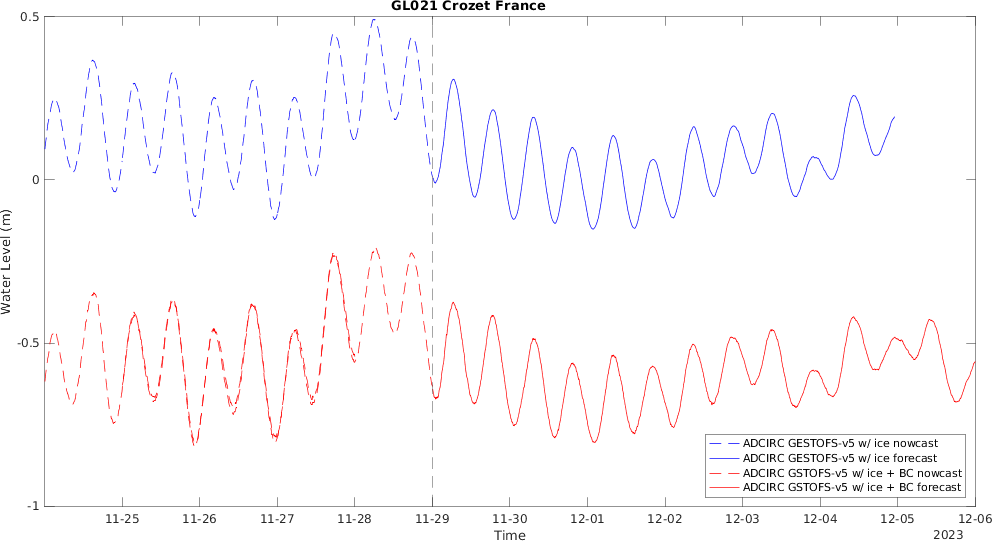 GL021 Crozet France
0.5
0
-0.5
-1
Water Level (m)
11-25 11-26 11-27 11-28 11-29 11-30 12-01 12-02 12-03 12-04 12-05 12-06
Time
2023
ADCIRC GESTOFS-v5 w/ ice nowcast
ADCIRC GESTOFS-v5 w/ ice forecast
ADCIRC GSTOFS-v5 w/ ice + BC nowcast
ADCIRC GSTOFS-v5 w/ ice + BC forecast